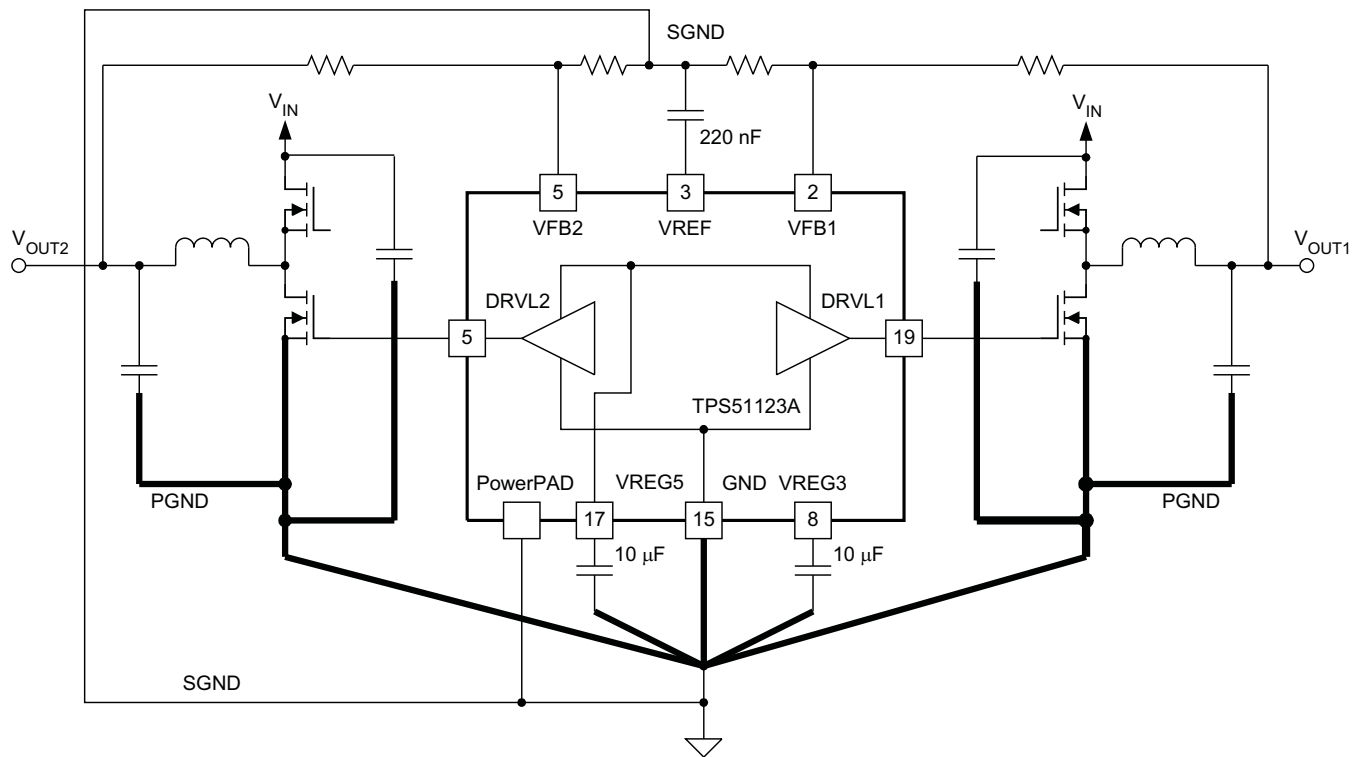 SGND
V_IN
V_IN
220 nF
5
3
2
VFB2
VREF
VFB1
V_OUT2
V_OUT1
DRVL2
DRVL1
5
19
TPS51123A
PowerPAD
VREG5
GND
VREG3
PGND
PGND
17
15
8
10 μF
10 μF
SGND